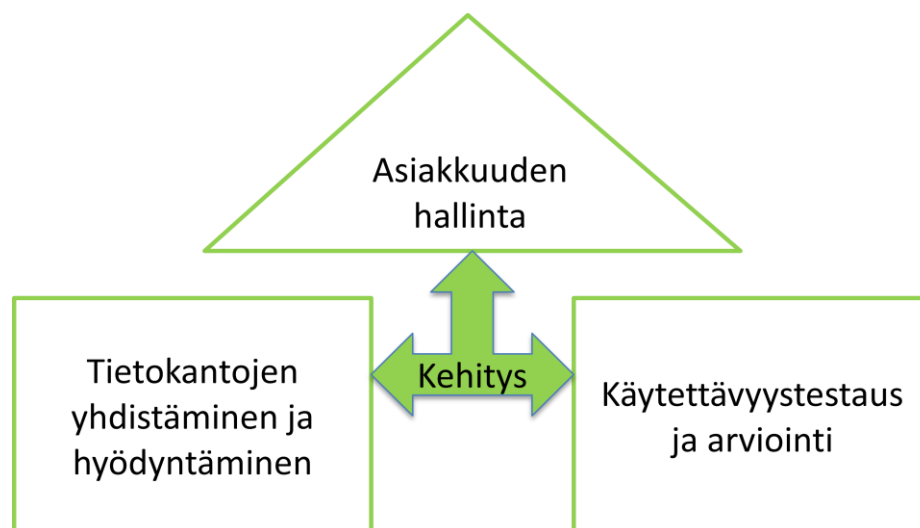 Asiakkuuden
hallinta
Tietokantojen
yhdistäminen ja
hyödyntäminen
Kehitys
Käytettävyystestaus
ja arviointi